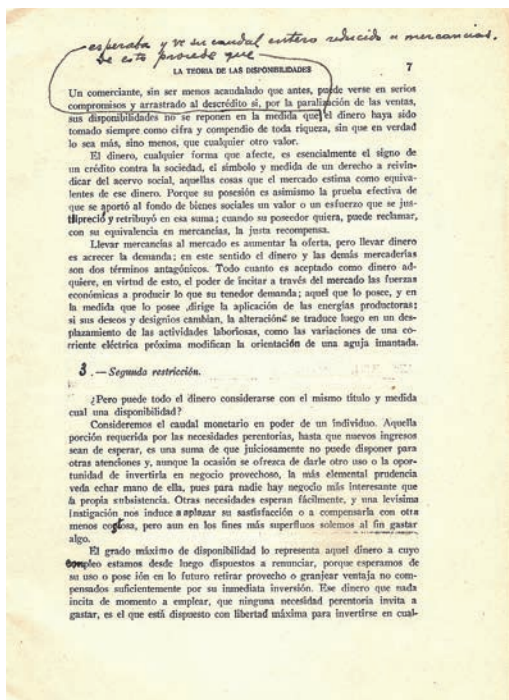 esperaba y ve su caudal entero reducido a mercancías.
De esto procede que
LA TEORIA DE LAS DISPONIBILIDADES 7
Un comerciante, sin ser menos acaudalado que antes, puede verse en serios
compromisos y arrastrado al descrédito si, por la paralización de las ventas,
sus disponibilidades no se reponen en la medida que el dinero haya sido
tomado siempre como cifra y compendio de toda riqueza, sin que en verdad
lo sea más, sino menos, que cualquier otro valor.
El dinero, cualquier forma que afecte, es esencialmente el signo de
un crédito contra la sociedad, el símbolo y medida de un derecho a reivin-
dicar del acervo social, aquellas cosas que el mercado estima como equiva-
lentes de ese dinero. Porque su posesión es asimismo la prueba efectiva de
que se aportó al fondo de bienes sociales un valor o un esfuerzo que se jus-
tipreció y retribuyó en esa suma; cuando su poseedor quiera, puede reclamar,
con su equivalencia en mercancías, la justa recompensa.
Llevar mercancías al mercado es aumentar la oferta, pero llevar dinero
es acrecer la demanda; en este sentido el dinero y las demás mercaderías
son dos términos antagónicos. Todo cuanto es aceptado como dinero ad-
quiere, en virtud de esto, el poder de incitar a través del mercado las fuerzas
económicas a producir lo que su tenedor demanda; aquel que lo posee, y en
la medida que lo posee ,dirige la aplicación de las energías productoras;
si sus deseos y designios cambian, la alteración se traduce luego en un des-
plazamiento de las actividades laboriosas, como las variaciones de una co-
rriente eléctrica próxima modifican la orientación de una aguja imantada.
3.—Segunda restricción.
¿Pero puede todo el dinero considerarse con el mismo título y medida
cual una disponibilidad?
Consideremos el caudal monetario en poder de un individuo. Aquella
porción requerida por las necesidades perentorias, hasta que nuevos ingresos
sean de esperar, es una suma de que juiciosamente no puede disponer para
otras atenciones y, aunque la ocasión se ofrezca de darle otro uso o la opor-
tunidad de invertirla en negocio provechoso, la más elemental prudencia
veda echar mano de ella, pues para nadie hay negocio más interesante que
la propia subsistencia. Otras necesidades esperan fácilmente, y una levísima
instigación nos induce a aplazar su sastisfacción o a compensarla con otra
menos costosa, pero aun en los fines más superfluos solemos al fin gastar
algo.
El grado máximo de disponibilidad lo representa aquel dinero a cuyo
empleo estamos desde luego dispuestos a renunciar, porque esperamos de
su uso o pose ión en lo futuro retirar provecho o granjear ventaja no com-
pensados suficientemente por su inmediata inversión. Ese dinero que nada
incita de momento a emplear, que ninguna necesidad perentoria invita a
gastar, es el que está dispuesto con libertad máxima para invertirse en cual-